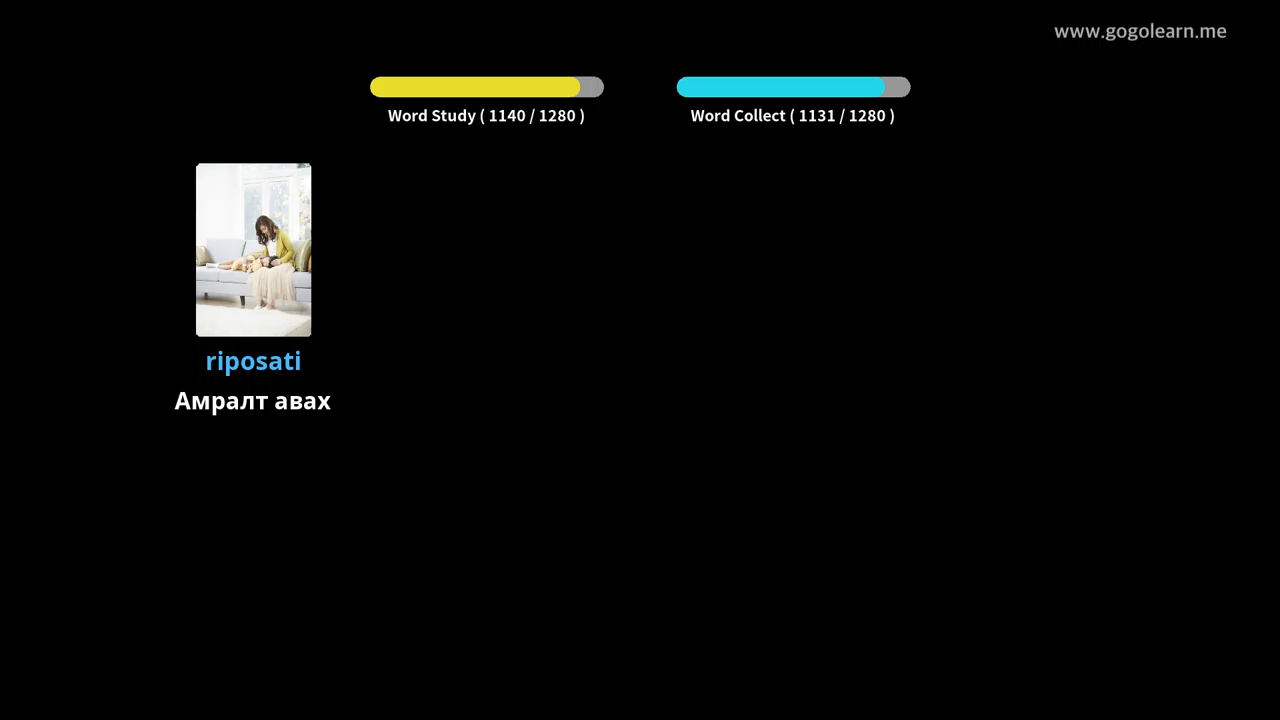 www.gogolearn.me
Word Study ( 1140 / 1280 )
Word Collect ( 1131 / 1280 )
riposati
Амралт авах